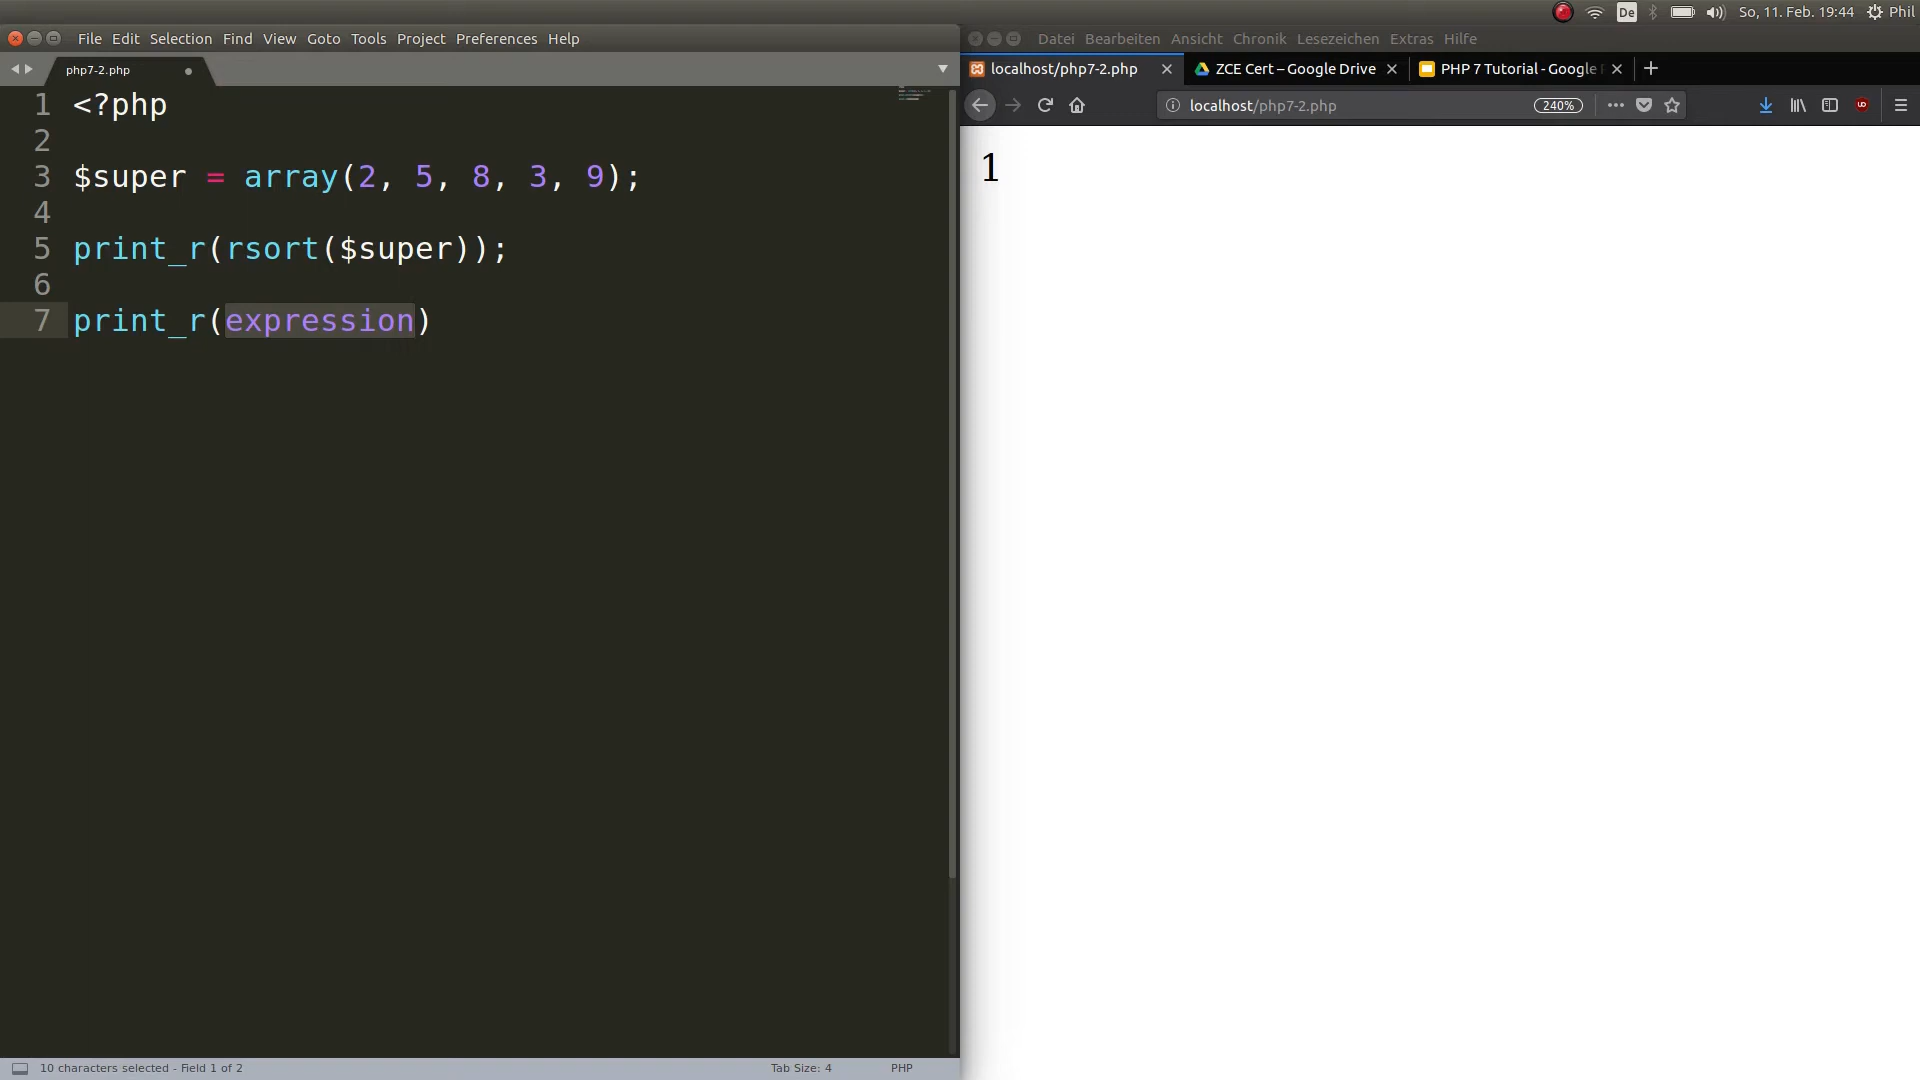 De
So, 11. Feb. 19:44
Phil
File Edit Selection Find View Goto Tools Project Preferences Help
Datei Bearbeiten Ansicht Chronik Lesezeichen Extras Hilfe
php7-2.php
localhost/php7-2.php
ZCE Cert – Google Drive
PHP 7 Tutorial - Google
localhost/php7-2.php
240%
1 <?php
2
3 $super = array(2, 5, 8, 3, 9);
4
5 print_r(rsort($super));
6
7 print_r(expression)
1
10 characters selected - Field 1 of 2
Tab Size: 4
PHP